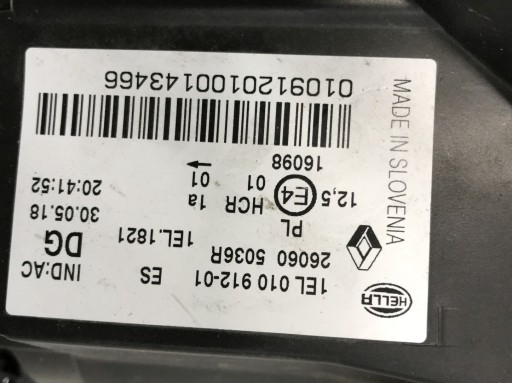 HELLA
1EL 010 912-01 ES IND:AC
26060 5036R 1EL.1821 DG
PL 30.05.18
12,5 E4 HCR 1a 20:41:52
01 01
16098
MADE IN SLOVENIA
0109120100143466